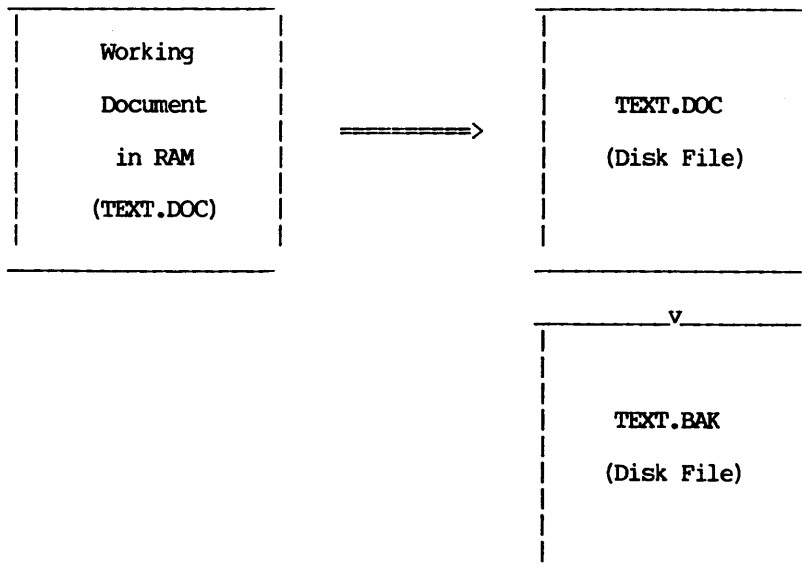 Working
Document
in RAM
(TEXT.DOC)
======>
TEXT.DOC
(Disk File)
v
TEXT.BAK
(Disk File)